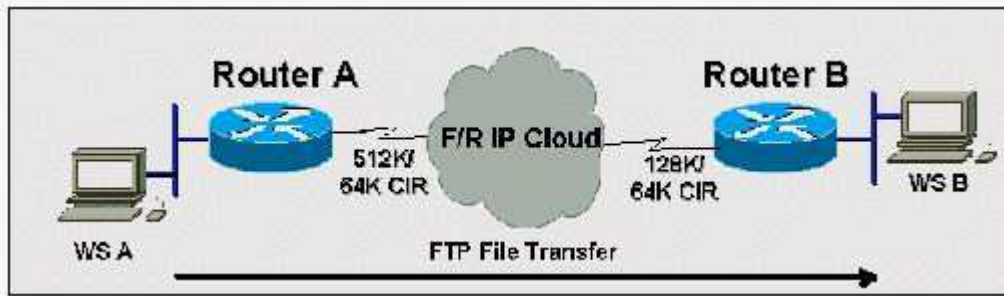 Router A
Router B
F/R IP Cloud
512K/
64K CIR
128K/
64K CIR
WS A
WS B
FTP File Transfer